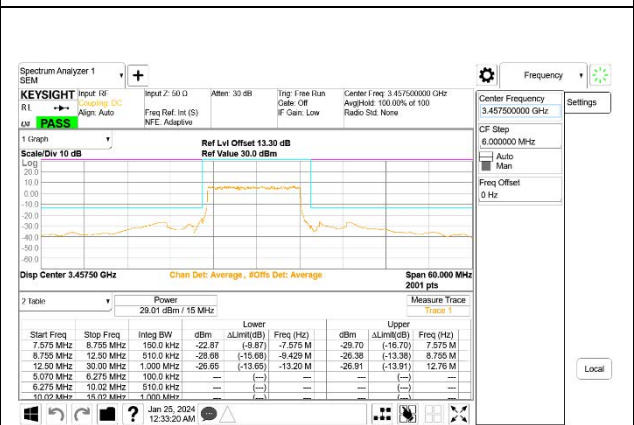 Spectrum Analyzer 1
SEM
+
Frequency
KEYSIGHT Input: RF Input Z: 50 Ω Atten: 30 dB Trig: Free Run Center Freq: 3.457500000 GHz
RL Coupling: DC Gate: Off Avg|Hold: 100.00% of 100
Align: Auto Freq Ref: Int (S) IF Gain: Low Radio Std: None
PASS NFE: Adaptive
Center Frequency
3.457500000 GHz
Settings
CF Step
6.000000 MHz
Auto
Man
Freq Offset
0 Hz
1 Graph
Ref Lvl Offset 13.30 dB
Scale/Div 10 dB Ref Value 30.0 dBm
Log
20.0
10.0
0.00
-10.0
-20.0
-30.0
-40.0
-50.0
-60.0
Disp Center 3.45750 GHz Chan Det: Average , #Offs Det: Average Span 60.000 MHz
2001 pts
2 Table Power Measure Trace
29.01 dBm / 15 MHz Trace 1
Lower Upper
Start Freq Stop Freq Integ BW dBm ΔLimit(dB) Freq (Hz) dBm ΔLimit(dB) Freq (Hz)
7.575 MHz 8.755 MHz 150.0 kHz -22.87 (-9.87) -7.575 M -29.70 (-16.70) 7.575 M
8.755 MHz 12.50 MHz 510.0 kHz -28.68 (-15.68) -9.429 M -26.38 (-13.38) 8.755 M
12.50 MHz 30.00 MHz 1.000 MHz -26.65 (-13.65) -13.20 M -26.91 (-13.91) 12.76 M
5.070 MHz 6.275 MHz 100.0 kHz --- (---) --- --- (---) ---
6.275 MHz 10.02 MHz 510.0 kHz --- (---) --- --- (---) ---
10.02 MHz 15.02 MHz 1.000 MHz --- (---) --- --- (---) ---
Local
? Jan 25, 2024
12:33:20 AM